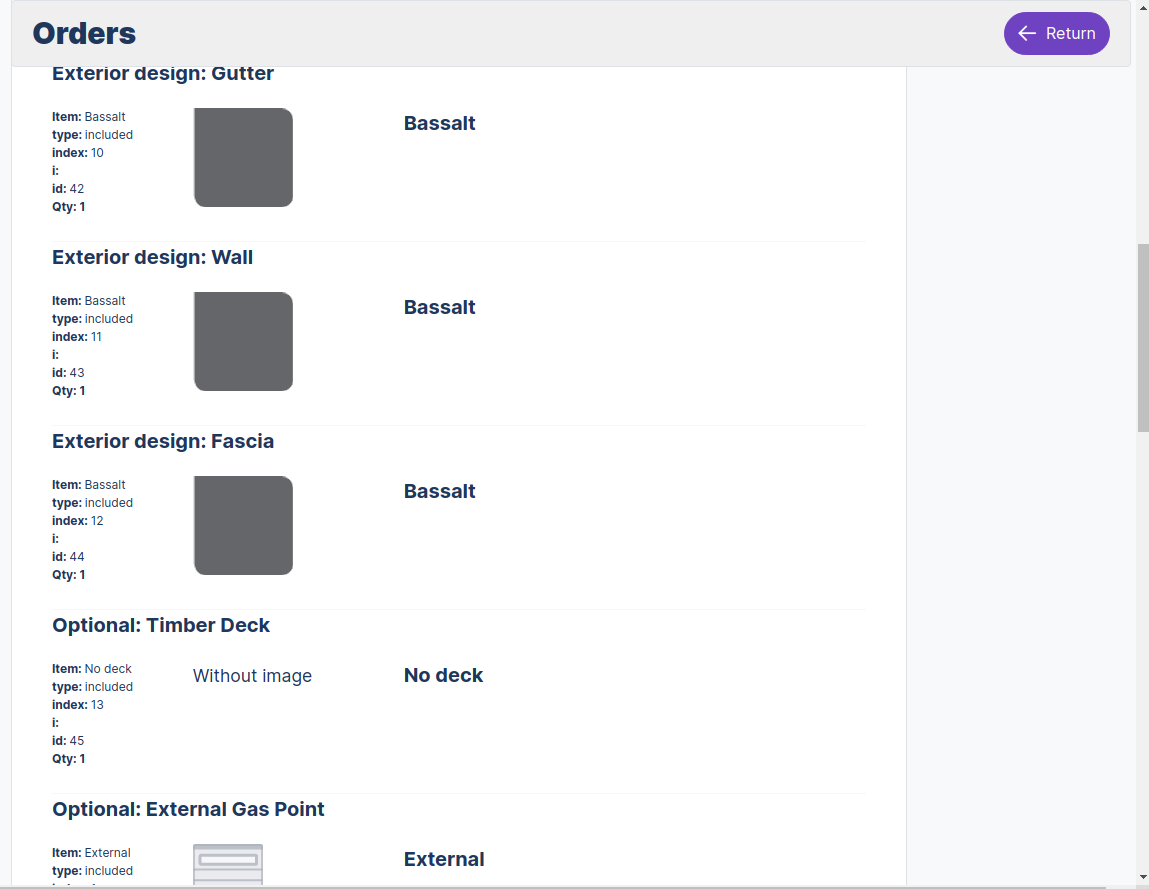 Orders
Return
Exterior design: Gutter
Item: Bassalt
type: included
index: 10
i:
id: 42
Qty: 1
Bassalt
Exterior design: Wall
Item: Bassalt
type: included
index: 11
i:
id: 43
Qty: 1
Bassalt
Exterior design: Fascia
Item: Bassalt
type: included
index: 12
i:
id: 44
Qty: 1
Bassalt
Optional: Timber Deck
Item: No deck
type: included
index: 13
i:
id: 45
Qty: 1
Without image
No deck
Optional: External Gas Point
Item: External
type: included
External